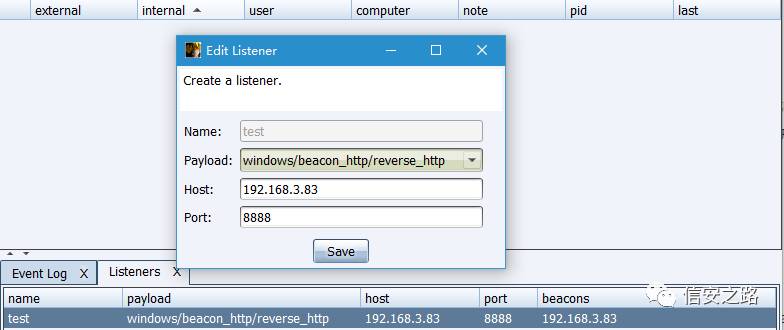 external internal user computer note pid last
Edit Listener
Create a listener.
Name: test
Payload: windows/beacon_http/reverse_http
Host: 192.168.3.83
Port: 8888
Save
Event Log X Listeners X
name payload host port beacons
test windows/beacon_http/reverse_http 192.168.3.83 8888 192.168.3.83
信安之路